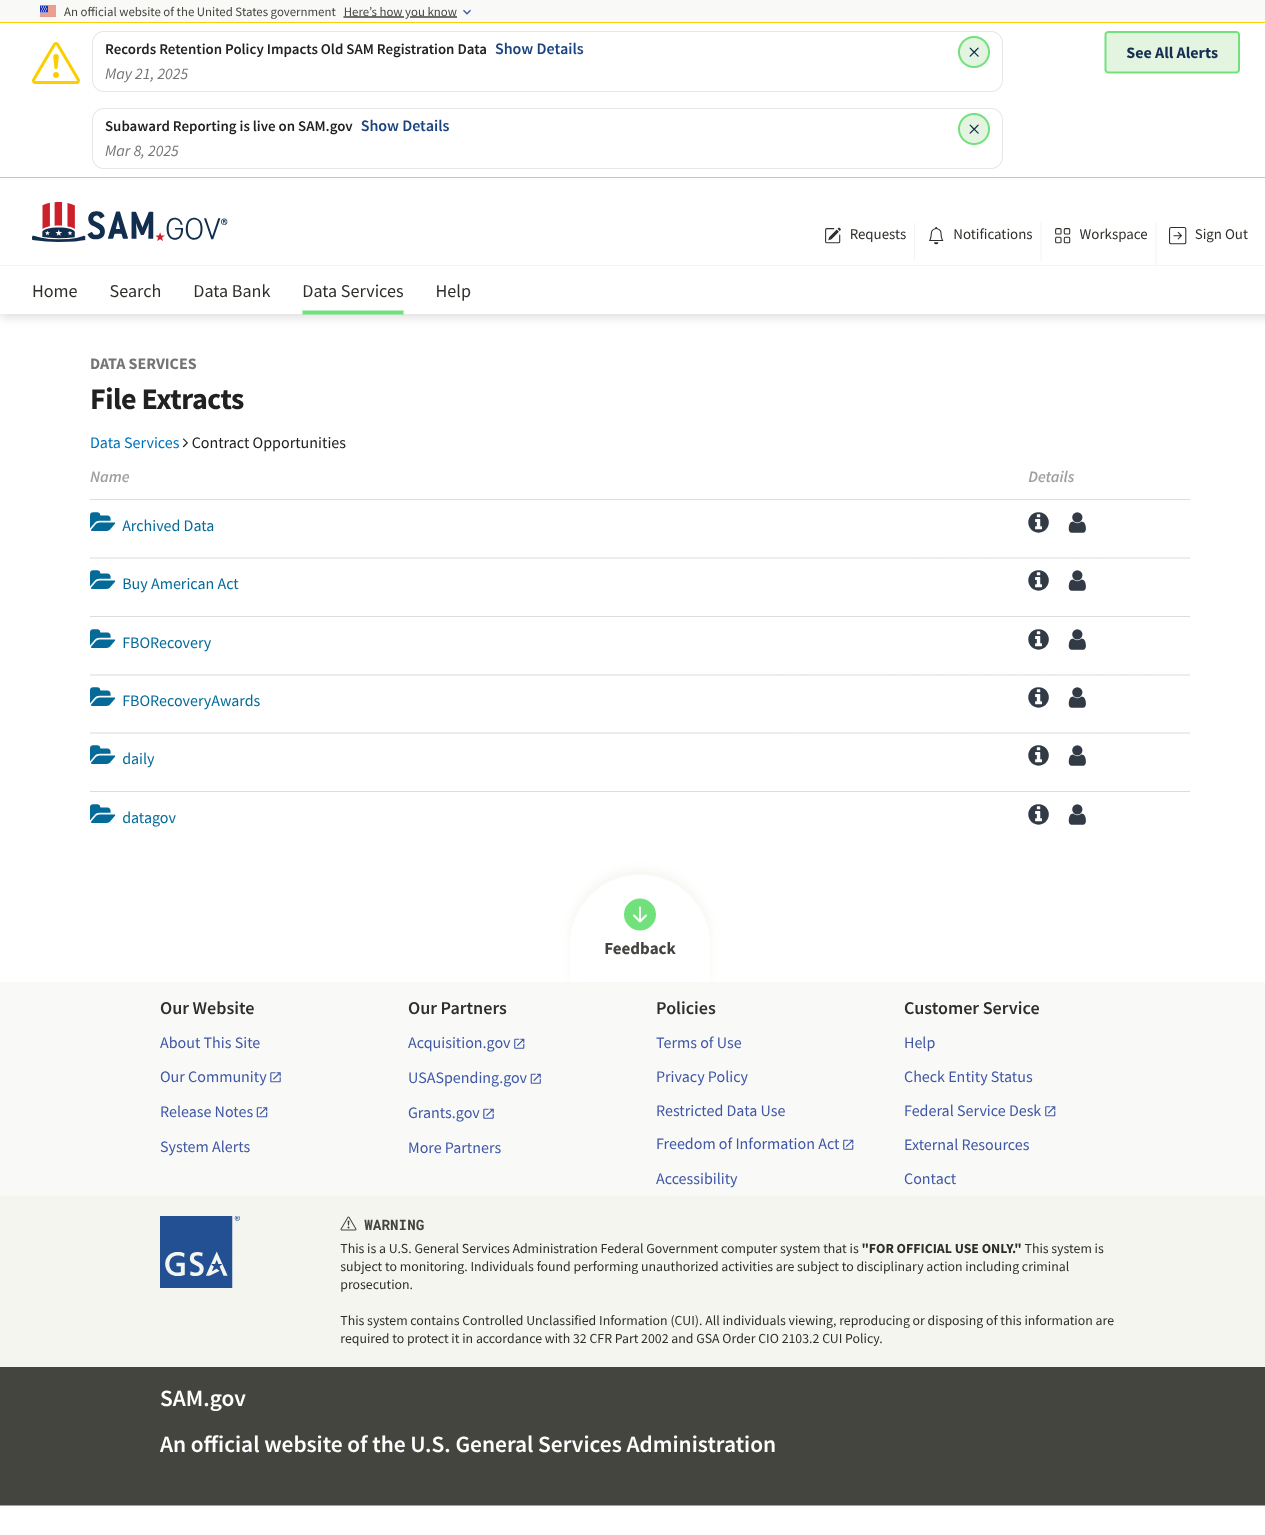 An official website of the United States government Here's how you know
Records Retention Policy Impacts Old SAM Registration Data Show Details
May 21, 2025
See All Alerts
Subaward Reporting is live on SAM.gov Show Details
Mar 8, 2025
SAM.GOV®
Requests Notifications Workspace Sign Out
Home Search Data Bank Data Services Help
DATA SERVICES
File Extracts
Data Services > Contract Opportunities
Name Details
Archived Data
Buy American Act
FBORecovery
FBORecoveryAwards
daily
datagov
Feedback
Our Website
About This Site
Our Community
Release Notes
System Alerts
Our Partners
Acquisition.gov
USASpending.gov
Grants.gov
More Partners
Policies
Terms of Use
Privacy Policy
Restricted Data Use
Freedom of Information Act
Accessibility
Customer Service
Help
Check Entity Status
Federal Service Desk
External Resources
Contact
GSA®
WARNING
This is a U.S. General Services Administration Federal Government computer system that is "FOR OFFICIAL USE ONLY." This system is
subject to monitoring. Individuals found performing unauthorized activities are subject to disciplinary action including criminal
prosecution.
This system contains Controlled Unclassified Information (CUI). All individuals viewing, reproducing or disposing of this information are
required to protect it in accordance with 32 CFR Part 2002 and GSA Order CIO 2103.2 CUI Policy.
SAM.gov
An official website of the U.S. General Services Administration